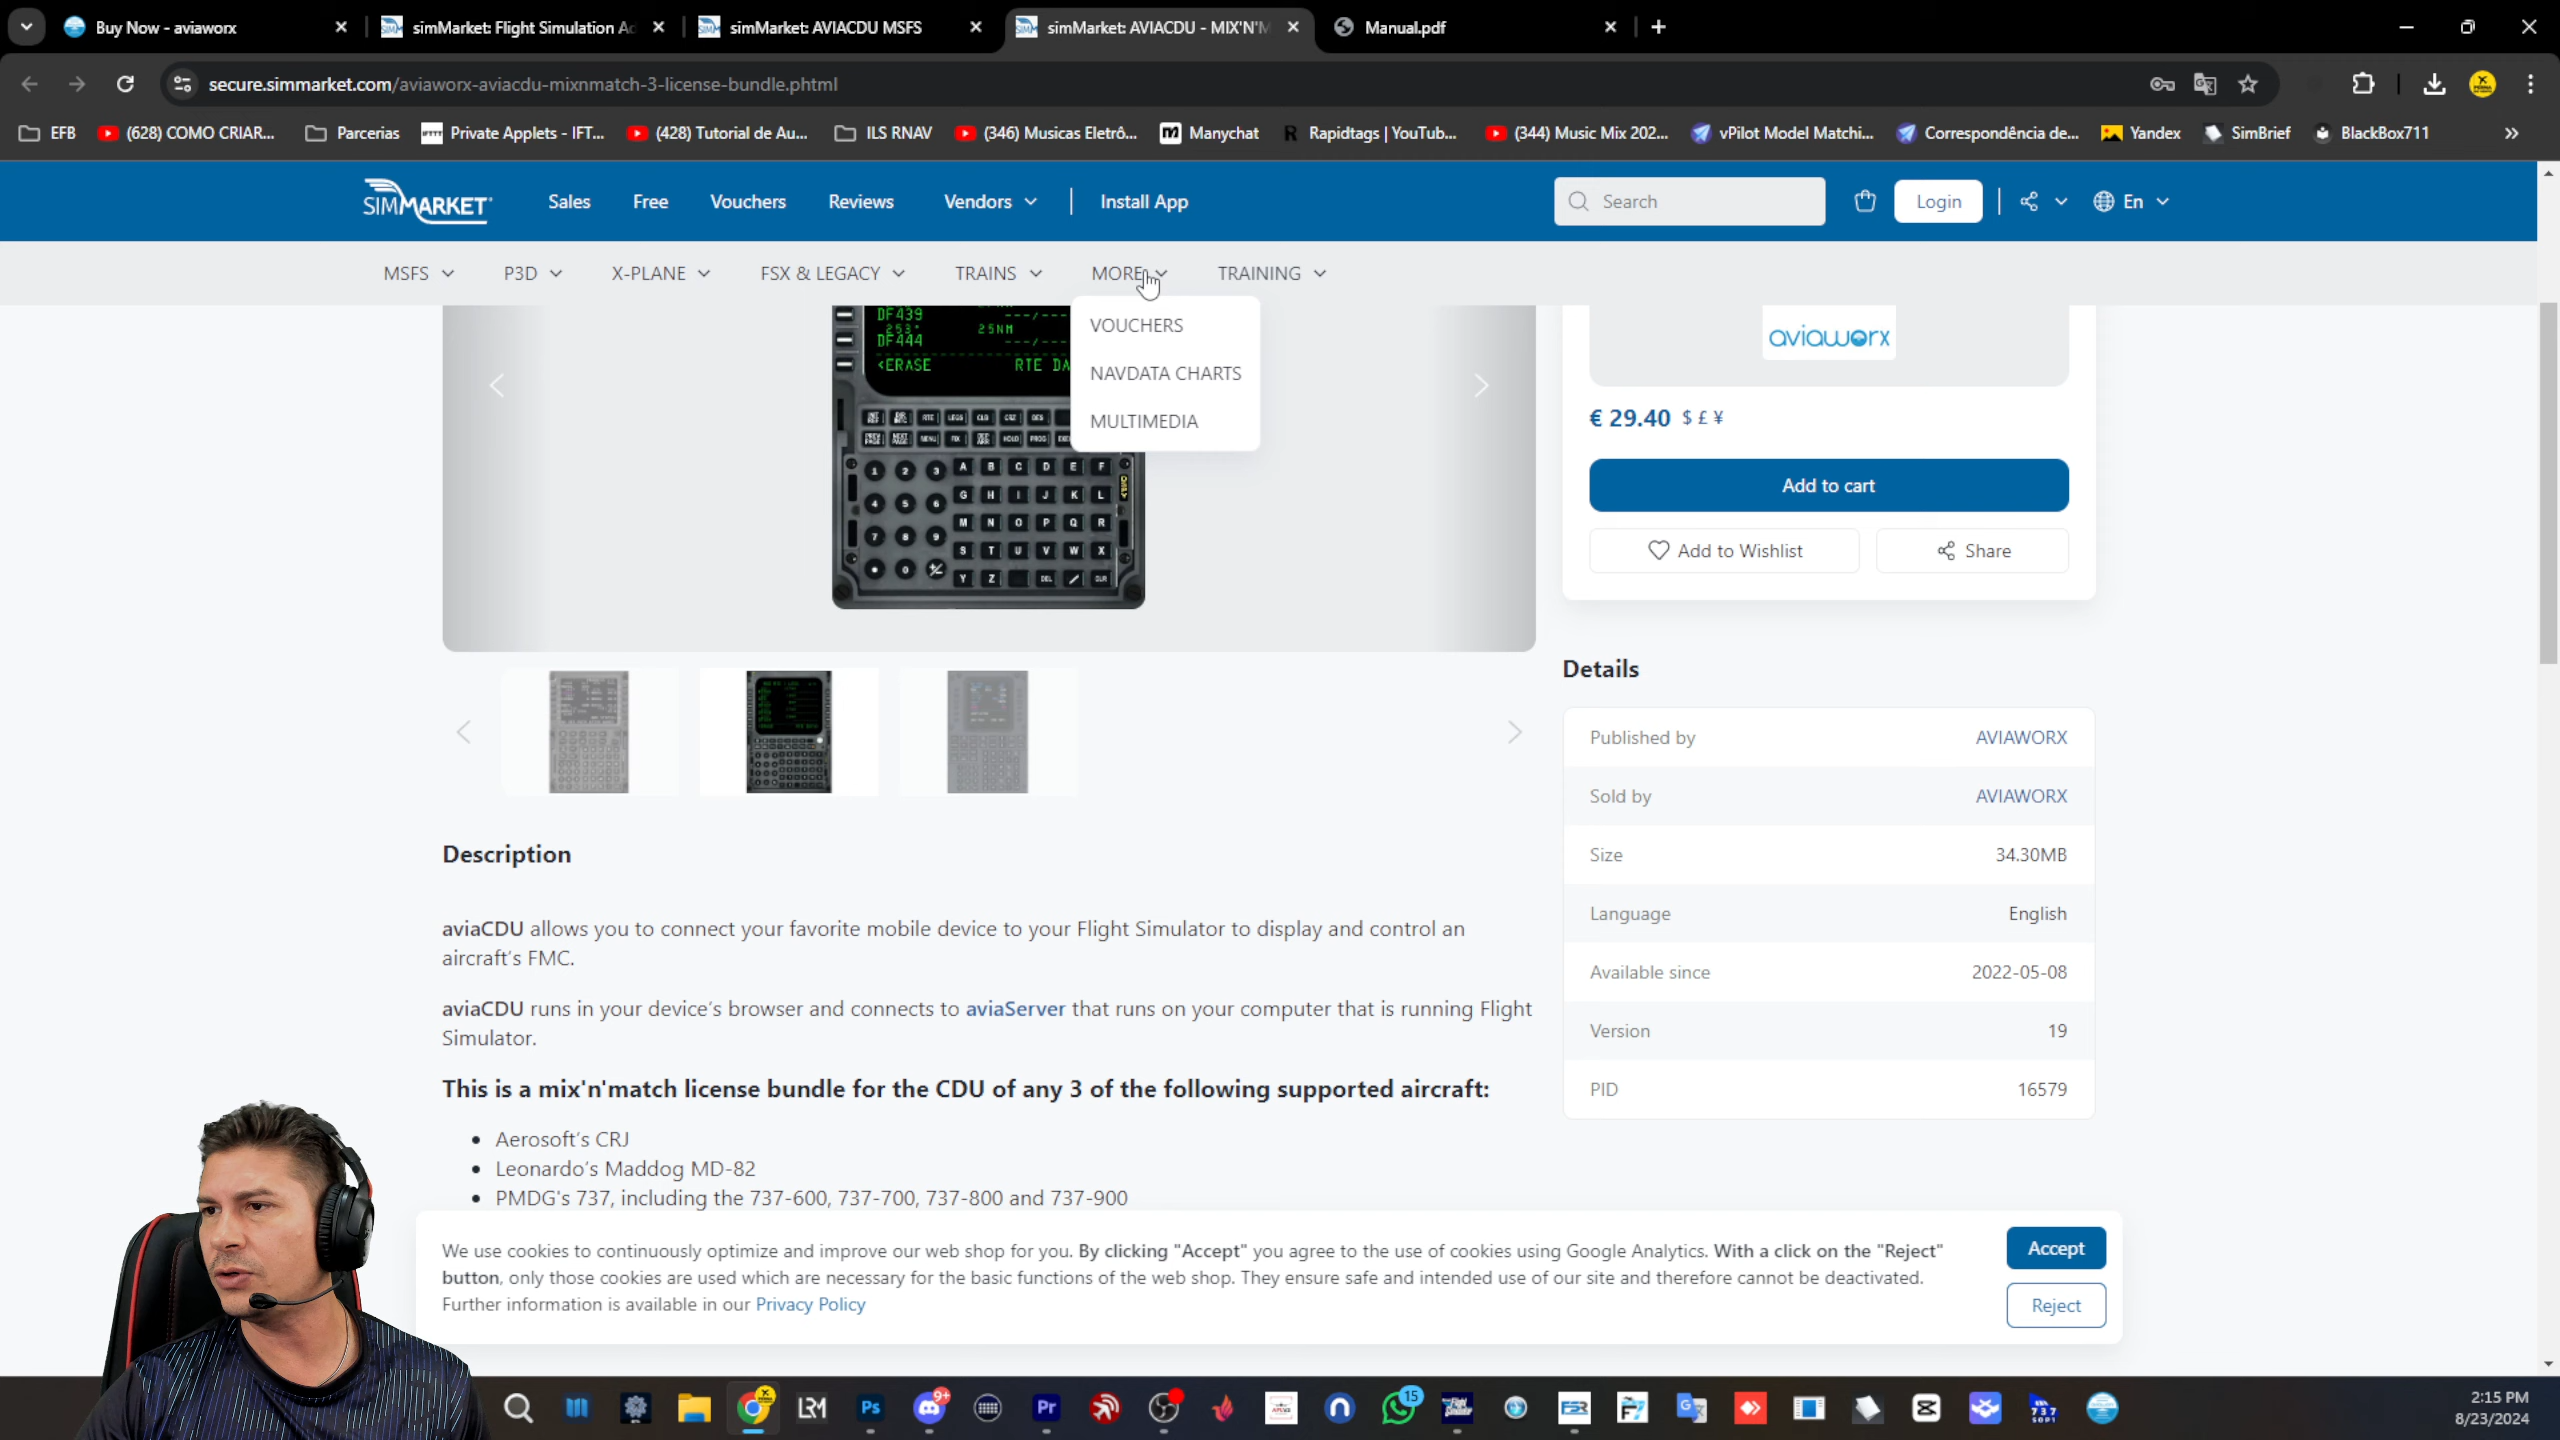 Buy Now - aviaworx
simMarket: Flight Simulation Ad
simMarket: AVIACDU MSFS
simMarket: AVIACDU - MIX'N'M
Manual.pdf
secure.simmarket.com/aviaworx-aviacdu-mixnmatch-3-license-bundle.phtml
EFB
(628) COMO CRIAR...
Parcerias
Private Applets - IFT...
(428) Tutorial de Au...
ILS RNAV
(346) Musicas Eletrô...
Manychat
Rapidtags | YouTub...
(344) Music Mix 202...
vPilot Model Matchi...
Correspondência de...
Yandex
SimBrief
BlackBox711
SIMMARKET
Sales
Free
Vouchers
Reviews
Vendors
Install App
Search
Login
En
MSFS
P3D
X-PLANE
FSX & LEGACY
TRAINS
MORE
TRAINING
VOUCHERS
NAVDATA CHARTS
MULTIMEDIA
DF439
253° 25NM
DF444
<ERASE RTE DA
aviaworx
€ 29.40 $ £ ¥
Add to cart
Add to Wishlist
Share
Details
Published by AVIAWORX
Sold by AVIAWORX
Size 34.30MB
Language English
Available since 2022-05-08
Version 19
PID 16579
Description
aviaCDU allows you to connect your favorite mobile device to your Flight Simulator to display and control an
aircraft's FMC.
aviaCDU runs in your device's browser and connects to aviaServer that runs on your computer that is running Flight
Simulator.
This is a mix'n'match license bundle for the CDU of any 3 of the following supported aircraft:
• Aerosoft's CRJ
• Leonardo's Maddog MD-82
• PMDG's 737, including the 737-600, 737-700, 737-800 and 737-900
We use cookies to continuously optimize and improve our web shop for you. By clicking "Accept" you agree to the use of cookies using Google Analytics. With a click on the "Reject"
button, only those cookies are used which are necessary for the basic functions of the web shop. They ensure safe and intended use of our site and therefore cannot be deactivated.
Further information is available in our Privacy Policy
Accept
Reject
2:15 PM
8/23/2024